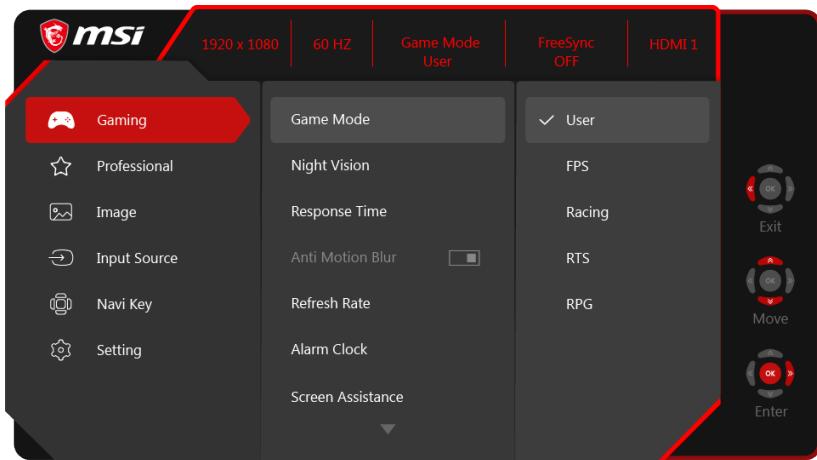 msi
1920 x 1080
60 HZ
Game Mode
User
FreeSync
OFF
HDMI 1
Gaming
Professional
Image
Input Source
Navi Key
Setting
Game Mode
Night Vision
Response Time
Anti Motion Blur
Refresh Rate
Alarm Clock
Screen Assistance
User
FPS
Racing
RTS
RPG
OK
Exit
OK
Move
OK
Enter